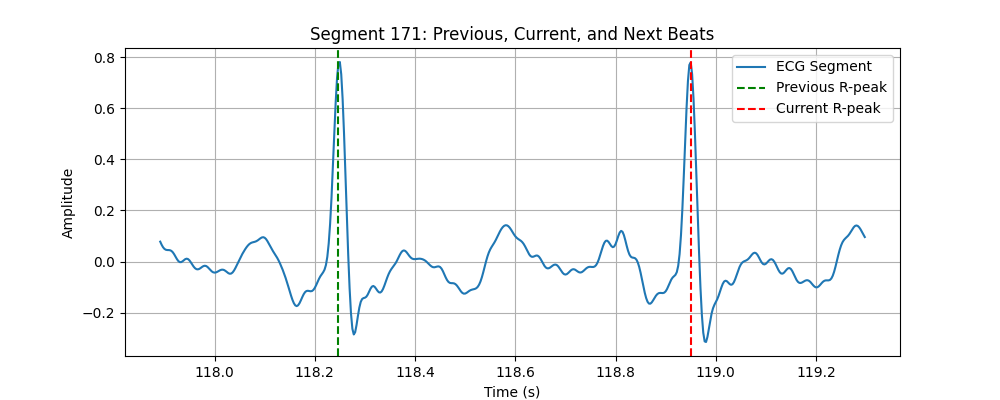 Segment 171: Previous, Current, and Next Beats
ECG Segment
Previous R-peak
Current R-peak
Amplitude
0.8
0.6
0.4
0.2
0.0
−0.2
118.0 118.2 118.4 118.6 118.8 119.0 119.2
Time (s)